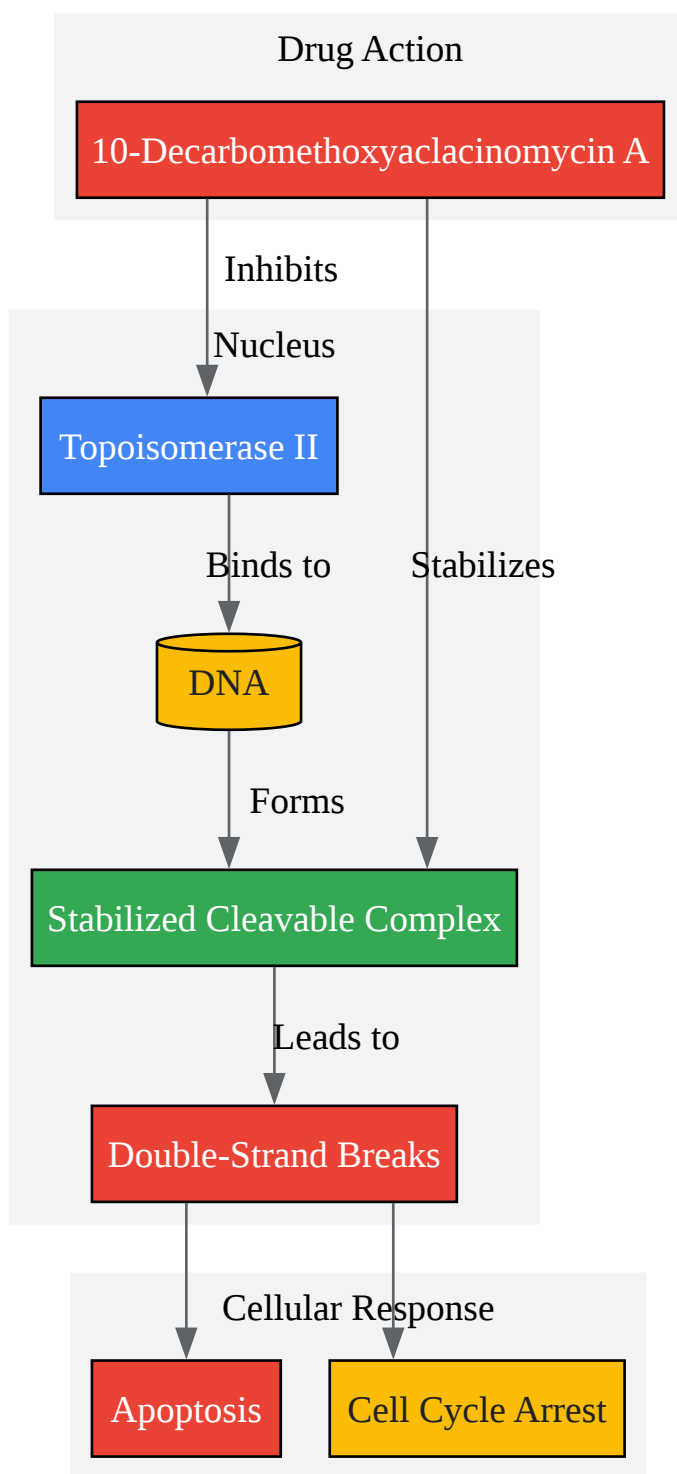 Drug Action
10-Decarbomethoxyaclacinomycin A
Inhibits
Nucleus
Topoisomerase II
Binds to
Stabilizes
DNA
Forms
Stabilized Cleavable Complex
Leads to
Double-Strand Breaks
Cellular Response
Apoptosis
Cell Cycle Arrest